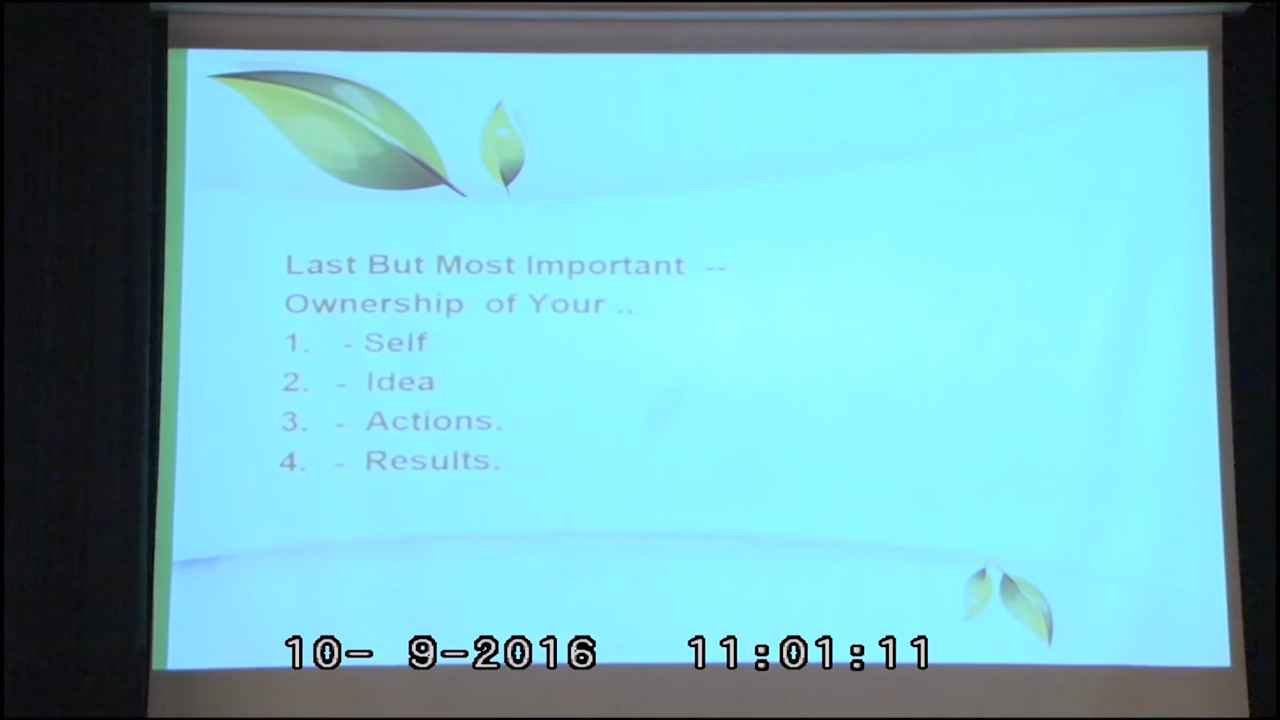 Last But Most Important --
Ownership of Your ..
1. - Self
2. - Idea
3. - Actions.
4. - Results.
10- 9-2016 11:01:11